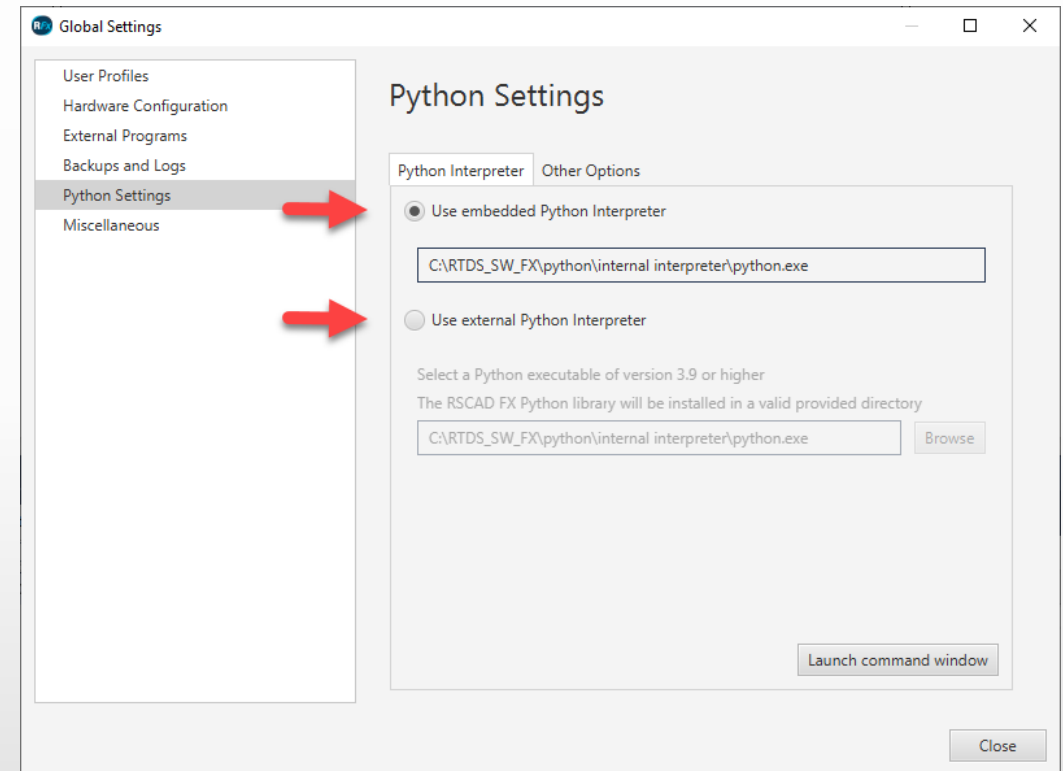 RFx Global Settings
User Profiles
Hardware Configuration
External Programs
Backups and Logs
Python Settings
Miscellaneous
Python Settings
Python Interpreter Other Options
Use embedded Python Interpreter
C:\RTDS_SW_FX\python\internal interpreter\python.exe
Use external Python Interpreter
Select a Python executable of version 3.9 or higher
The RSCAD FX Python library will be installed in a valid provided directory
C:\RTDS_SW_FX\python\internal interpreter\python.exe Browse
Launch command window
Close